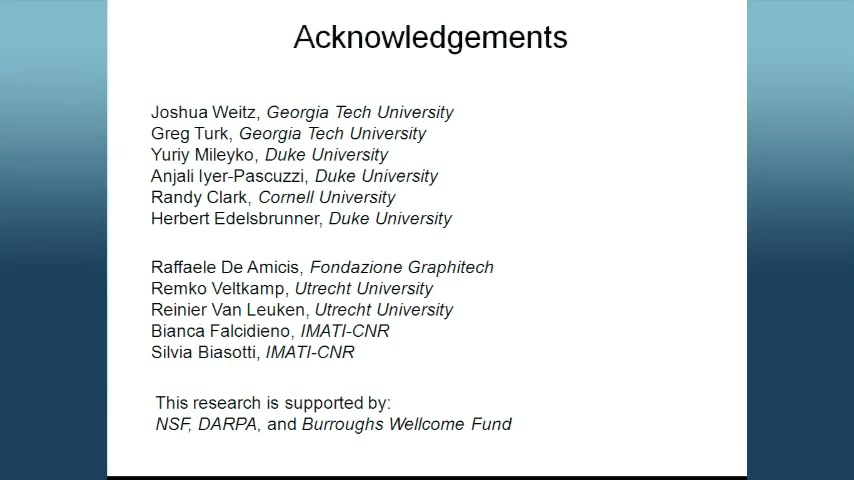 Acknowledgements
Joshua Weitz, Georgia Tech University
Greg Turk, Georgia Tech University
Yuriy Mileyko, Duke University
Anjali Iyer-Pascuzzi, Duke University
Randy Clark, Cornell University
Herbert Edelsbrunner, Duke University
Raffaele De Amicis, Fondazione Graphitech
Remko Veltkamp, Utrecht University
Reinier Van Leuken, Utrecht University
Bianca Falcidieno, IMATI-CNR
Silvia Biasotti, IMATI-CNR
This research is supported by:
NSF, DARPA, and Burroughs Wellcome Fund